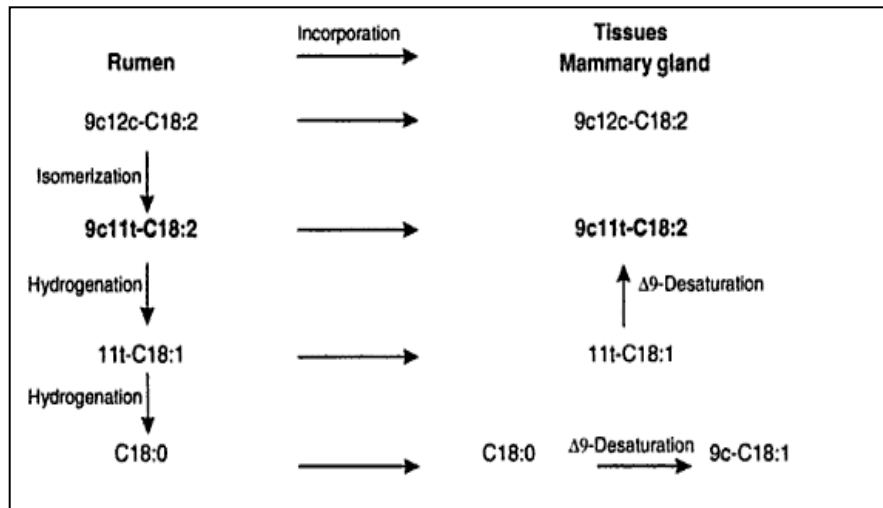 Incorporation
Rumen
Tissues
Mammary gland
9c12c-C18:2
9c12c-C18:2
Isomerization
9c11t-C18:2
9c11t-C18:2
Hydrogenation
Δ9-Desaturation
11t-C18:1
11t-C18:1
Hydrogenation
C18:0
C18:0
Δ9-Desaturation
9c-C18:1